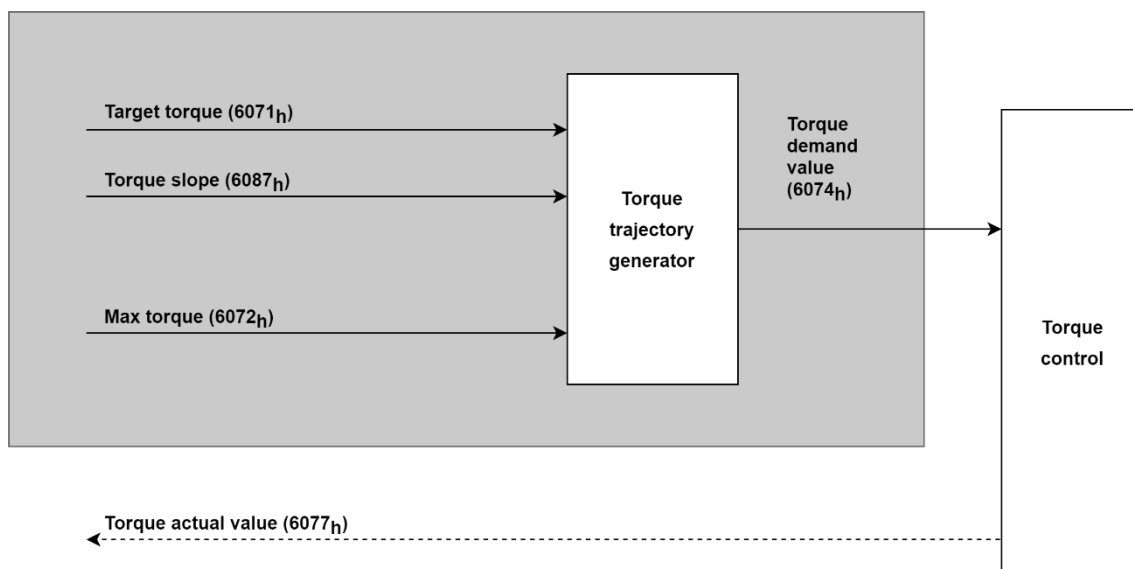 Target torque (6071h)
Torque slope (6087h)
Max torque (6072h)
Torque
trajectory
generator
Torque
demand
value
(6074h)
Torque
control
Torque actual value (6077h)